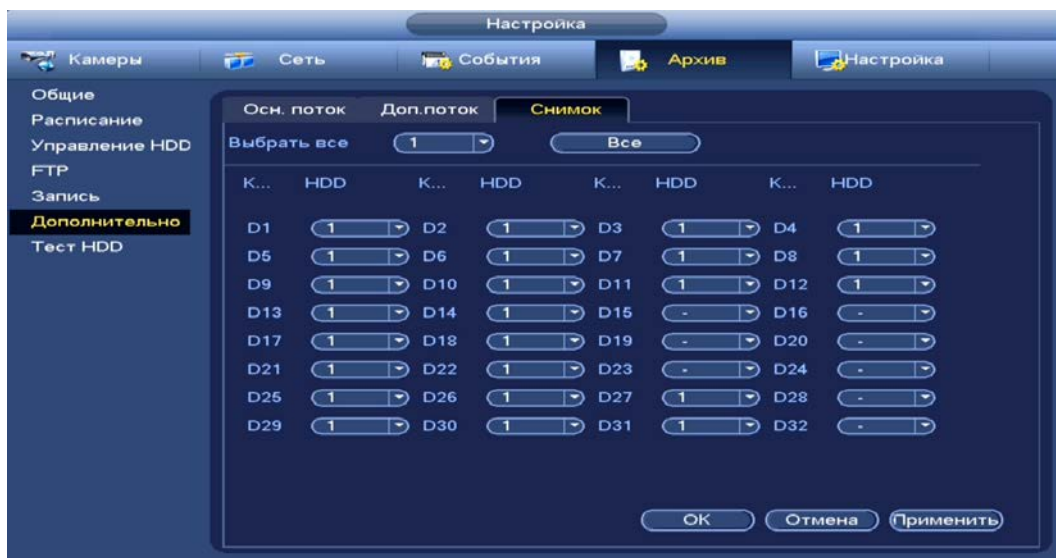 Настройка
Камеры Сеть События Архив Настройка
Общие
Расписание
Управление HDD
FTP
Запись
Дополнительно
Тест HDD
Осн. поток Доп.поток Снимок
Выбрать все 1 Все
К... HDD К... HDD К... HDD К... HDD
D1 1 D2 1 D3 1 D4 1
D5 1 D6 1 D7 1 D8 1
D9 1 D10 1 D11 1 D12 1
D13 1 D14 1 D15 - D16 -
D17 1 D18 1 D19 - D20 -
D21 1 D22 1 D23 - D24 -
D25 1 D26 1 D27 1 D28 -
D29 1 D30 1 D31 1 D32 -
ОК Отмена Применить